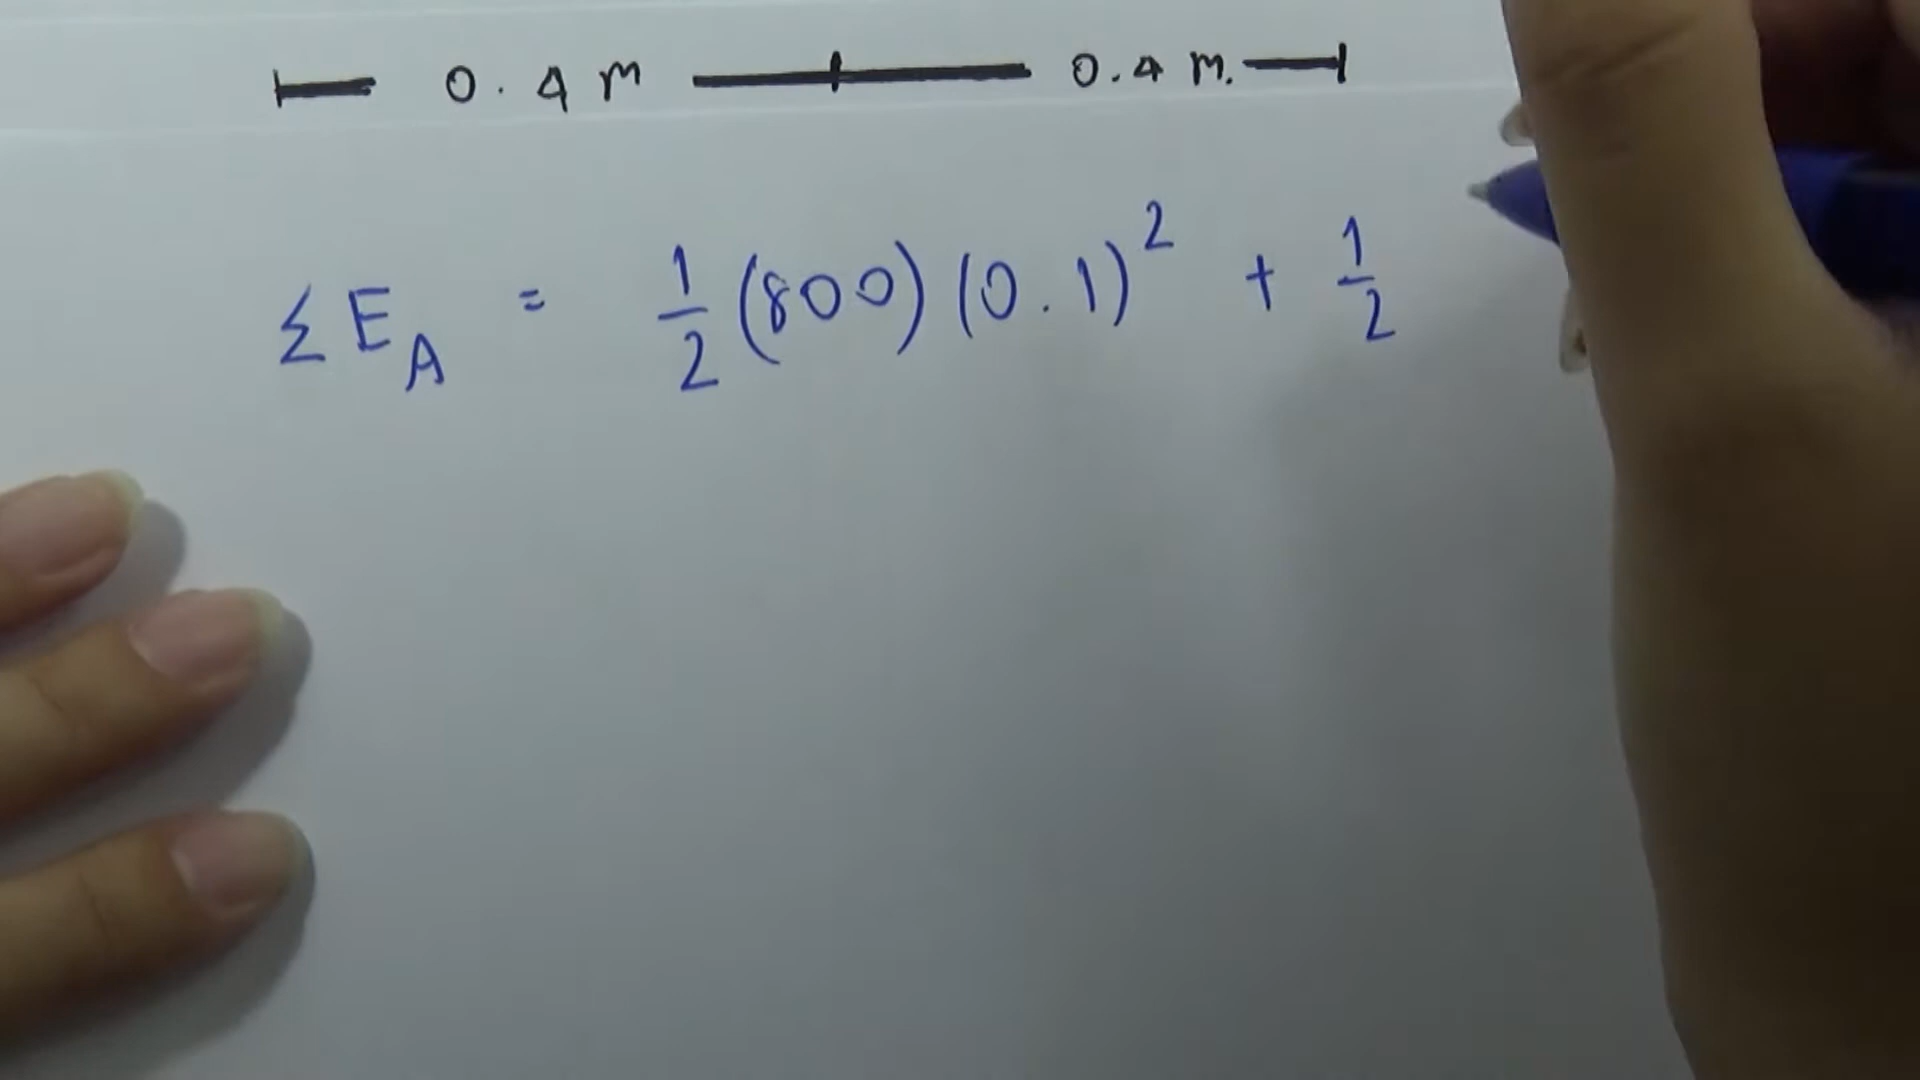 0.4 m 0.4 m.
ΣE_A = 1/2 (800)(0.1)^2 + 1/2